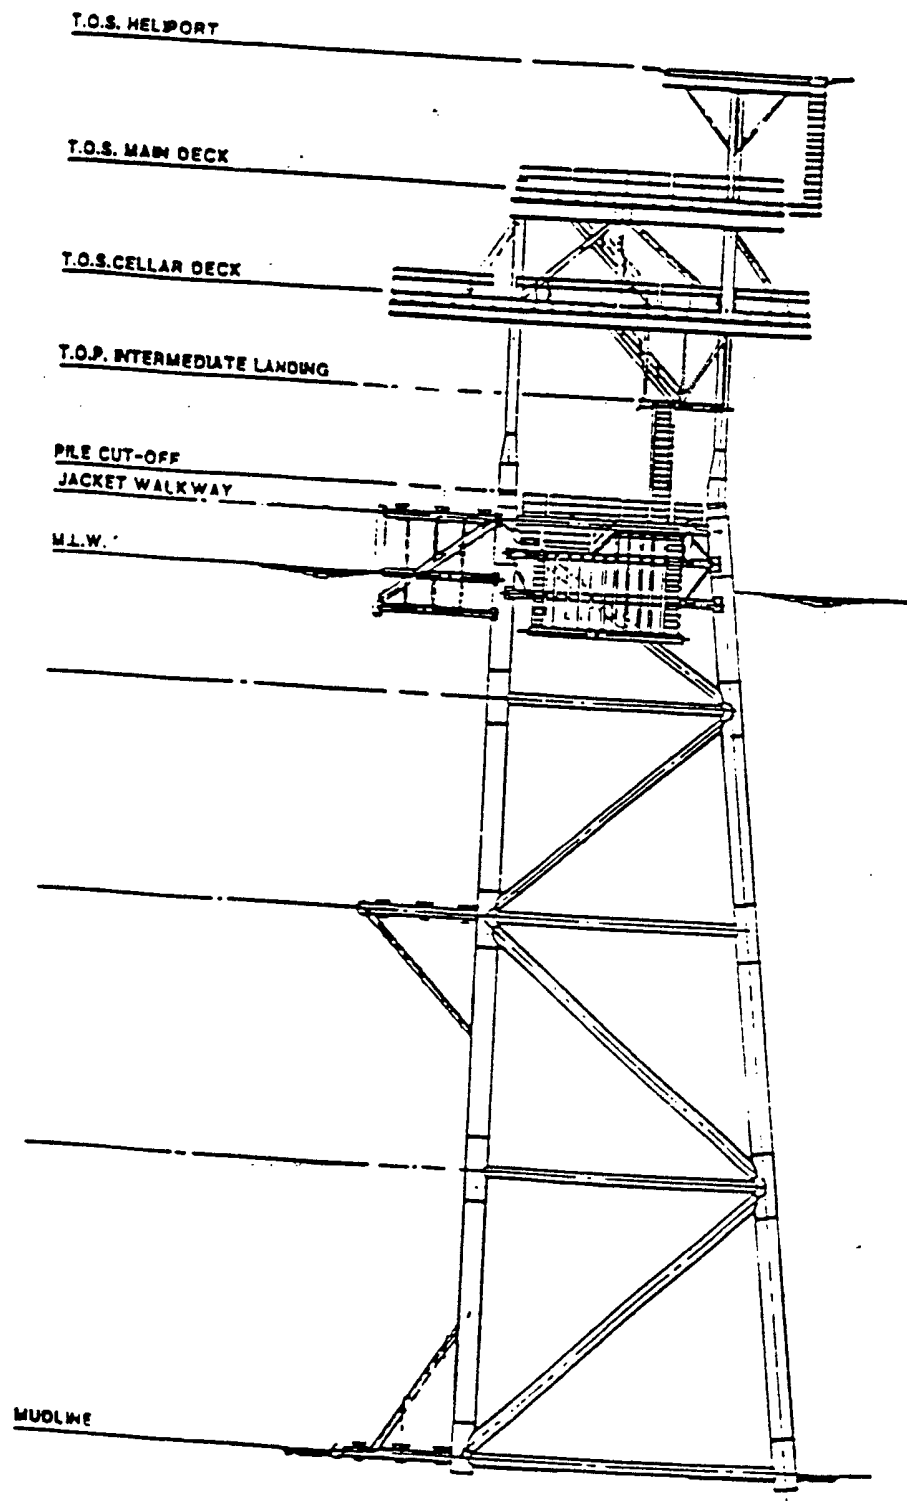 T.O.S. HELIPORT
T.O.S. MAIN DECK
T.O.S.CELLAR DECK
T.O.P. INTERMEDIATE LANDING
PILE CUT-OFF
JACKET WALKWAY
M.L.W.
MUDLINE